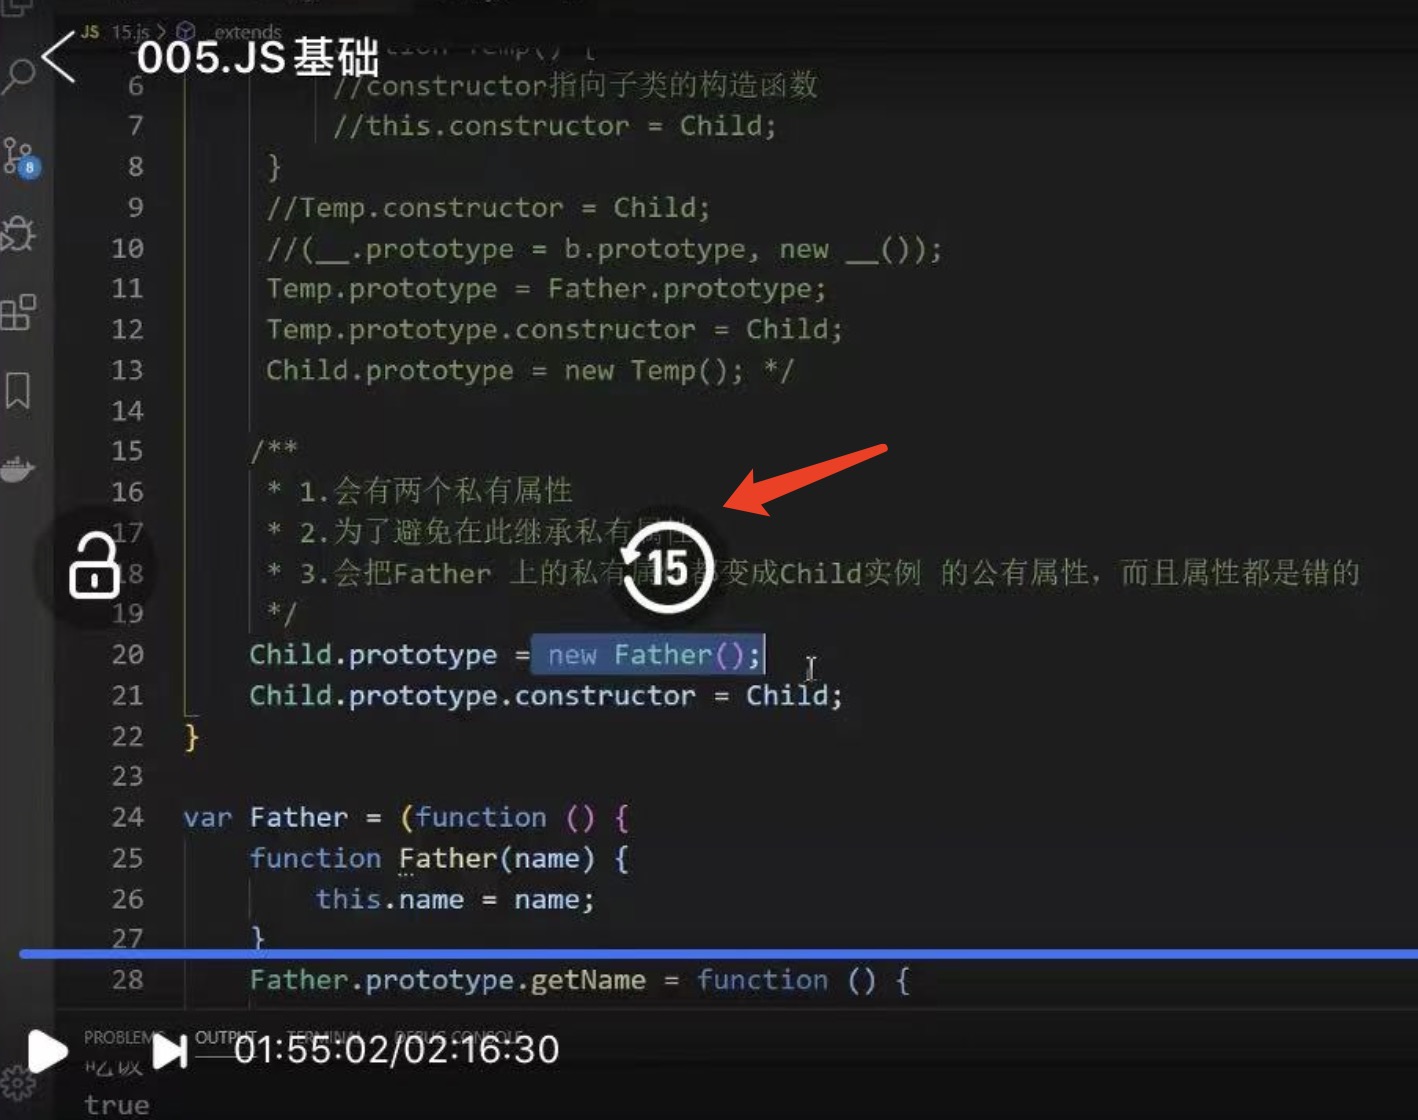 JS 15.js > extends
005.JS基础
6 //constructor指向子类的构造函数
7 //this.constructor = Child;
8 }
9 //Temp.constructor = Child;
10 //(__.prototype = b.prototype, new __());
11 Temp.prototype = Father.prototype;
12 Temp.prototype.constructor = Child;
13 Child.prototype = new Temp(); */
14
15 /**
16 * 1.会有两个私有属性
17 * 2.为了避免在此继承私有属性
18 * 3.会把Father 上的私有属 都变成Child实例 的公有属性，而且属性都是错的
15
19 */
20 Child.prototype = new Father();
21 Child.prototype.constructor = Child;
22 }
23
24 var Father = (function () {
25 function Father(name) {
26 this.name = name;
27 }
28 Father.prototype.getName = function () {
8
PROBLEMS OUTPUT TERMINAL DEBUG CONSOLE
01:55:02/02:16:30
true